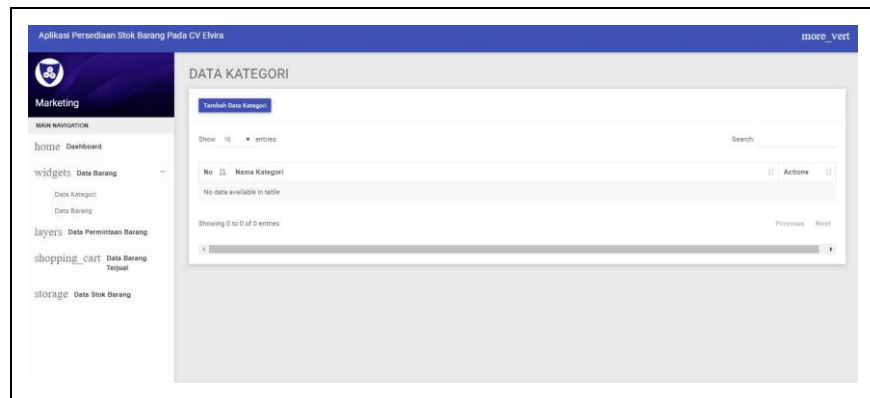 Aplikasi Persediaan Stok Barang Pada CV Elvira
more_vert
Marketing
MAIN NAVIGATION
home Dashboard
widgets Data Barang
Data Kategori
Data Barang
layers Data Permintaan Barang
shopping_cart Data Barang
Terjual
storage Data Stok Barang
DATA KATEGORI
Tambah Data Kategori
Show 10 entries
Search:
No Nama Kategori Actions
No data available in table
Showing 0 to 0 of 0 entries
Previous Next